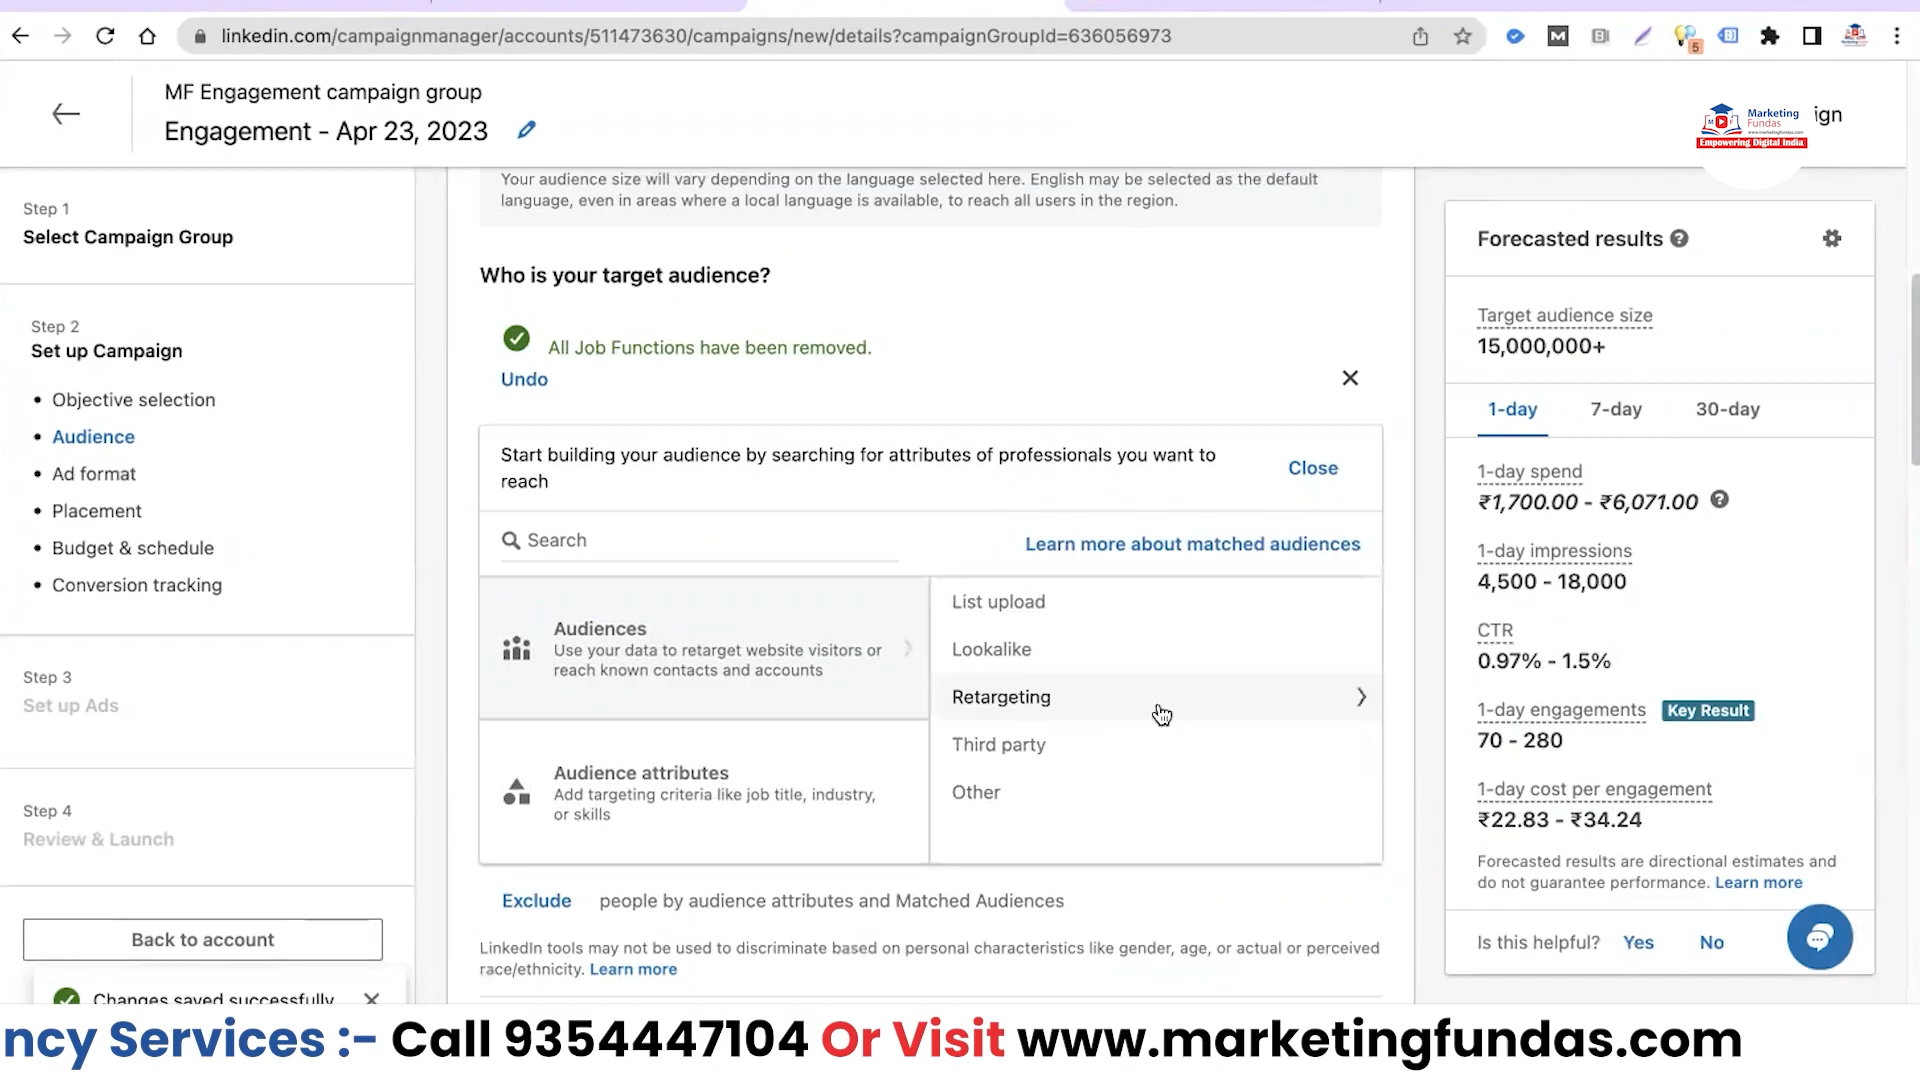 linkedin.com/campaignmanager/accounts/511473630/campaigns/new/details?campaignGroupId=636056973
5
MF Engagement campaign group
Engagement - Apr 23, 2023
Marketing
Fundas
www.marketingfundas.com
Empowering Digital India
ign
Step 1
Select Campaign Group
Step 2
Set up Campaign
• Objective selection
• Audience
• Ad format
• Placement
• Budget & schedule
• Conversion tracking
Step 3
Set up Ads
Step 4
Review & Launch
Back to account
Changes saved successfully
Your audience size will vary depending on the language selected here. English may be selected as the default
language, even in areas where a local language is available, to reach all users in the region.
Who is your target audience?
All Job Functions have been removed.
Undo
Start building your audience by searching for attributes of professionals you want to
reach
Close
Search
Learn more about matched audiences
Audiences
Use your data to retarget website visitors or
reach known contacts and accounts
Audience attributes
Add targeting criteria like job title, industry,
or skills
List upload
Lookalike
Retargeting
Third party
Other
Exclude people by audience attributes and Matched Audiences
LinkedIn tools may not be used to discriminate based on personal characteristics like gender, age, or actual or perceived
race/ethnicity. Learn more
Forecasted results
Target audience size
15,000,000+
1-day 7-day 30-day
1-day spend
₹1,700.00 - ₹6,071.00
1-day impressions
4,500 - 18,000
CTR
0.97% - 1.5%
1-day engagements Key Result
70 - 280
1-day cost per engagement
₹22.83 - ₹34.24
Forecasted results are directional estimates and
do not guarantee performance. Learn more
Is this helpful? Yes No
ncy Services :- Call 9354447104 Or Visit www.marketingfundas.com